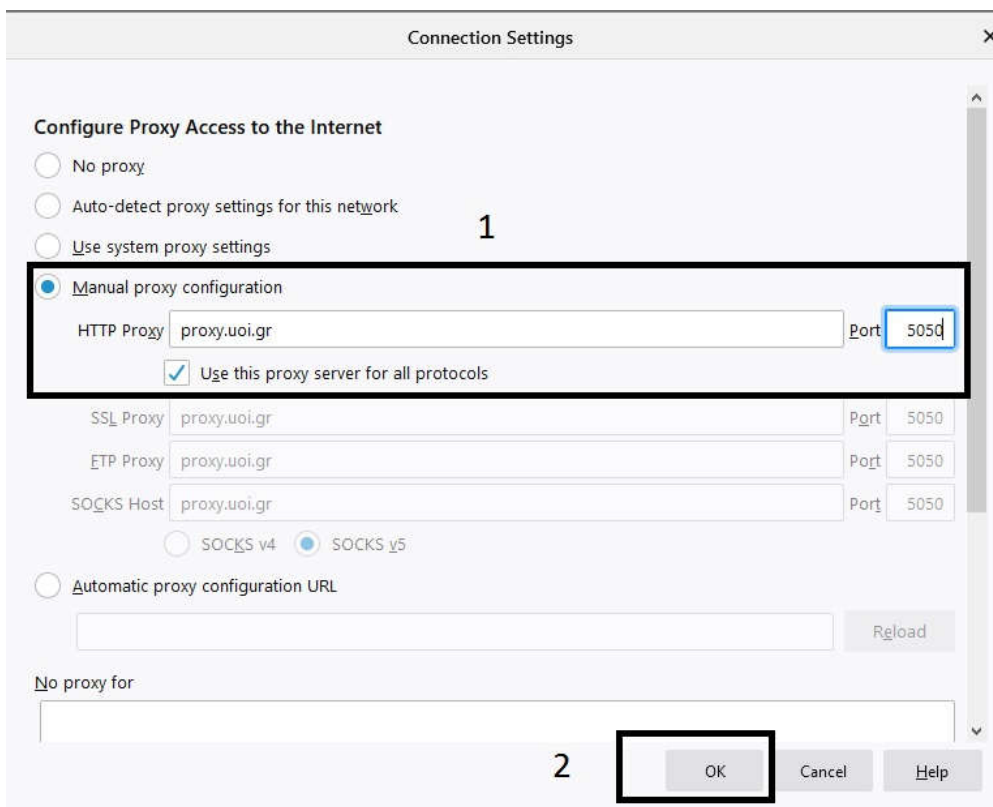 Connection Settings
Configure Proxy Access to the Internet
No proxy
Auto-detect proxy settings for this network
1
Use system proxy settings
Manual proxy configuration
HTTP Proxy proxy.uoi.gr Port 5050
Use this proxy server for all protocols
SSL Proxy proxy.uoi.gr Port 5050
FTP Proxy proxy.uoi.gr Port 5050
SOCKS Host proxy.uoi.gr Port 5050
SOCKS v4 SOCKS v5
Automatic proxy configuration URL
Reload
No proxy for
2
OK Cancel Help